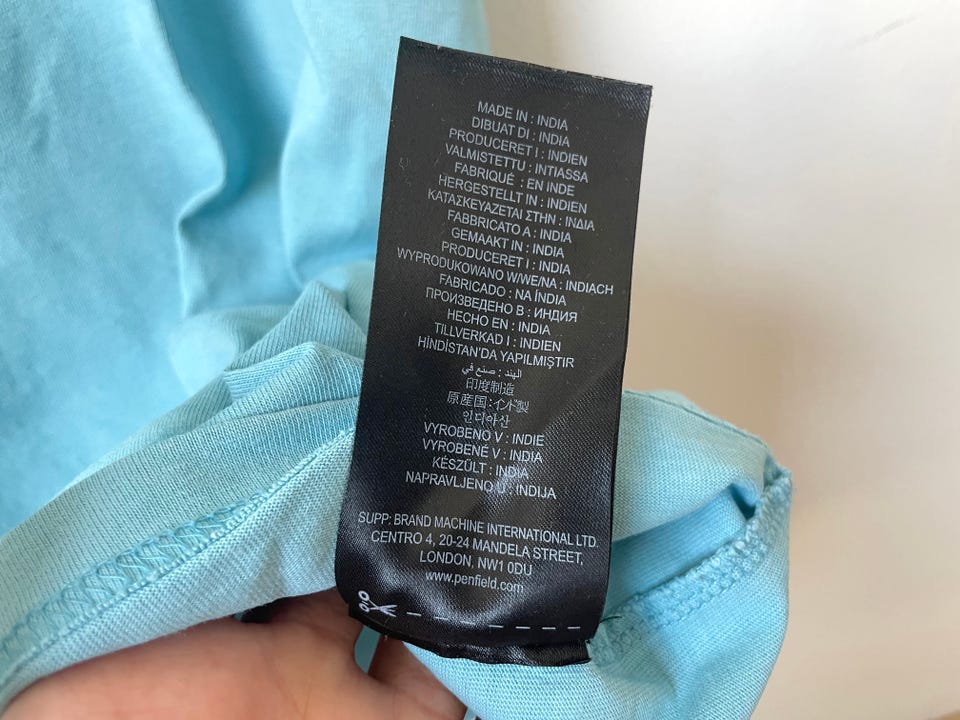 MADE IN : INDIA
DIBUAT DI : INDIA
PRODUCERET I : INDIEN
VALMISTETTU : INTIASSA
FABRIQUÉ : EN INDE
HERGESTELLT IN : INDIEN
ΚΑΤΑΣΚΕΥΑΖΕΤΑΙ ΣΤΗΝ : ΙΝΔΙΑ
FABBRICATO A : INDIA
GEMAAKT IN : INDIA
PRODUCERET i : INDIA
WYPRODUKOWANO W/WE/NA : INDIACH
FABRICADO : NA ÍNDIA
ПРОИЗВЕДЕНО В : ИНДИЯ
HECHO EN : INDIA
TILLVERKAD I : INDIEN
HİNDİSTAN'DA YAPILMIŞTIR
الهند : صنع في
印度制造
原産国:インド製
인디아산
VYROBENO V : INDIE
VYROBENÉ V : INDIA
KÉSZÜLT : INDIA
NAPRAVLJENO U : INDIJA
SUPP: BRAND MACHINE INTERNATIONAL LTD.
CENTRO 4, 20-24 MANDELA STREET,
LONDON, NW1 0DU
www.penfield.com